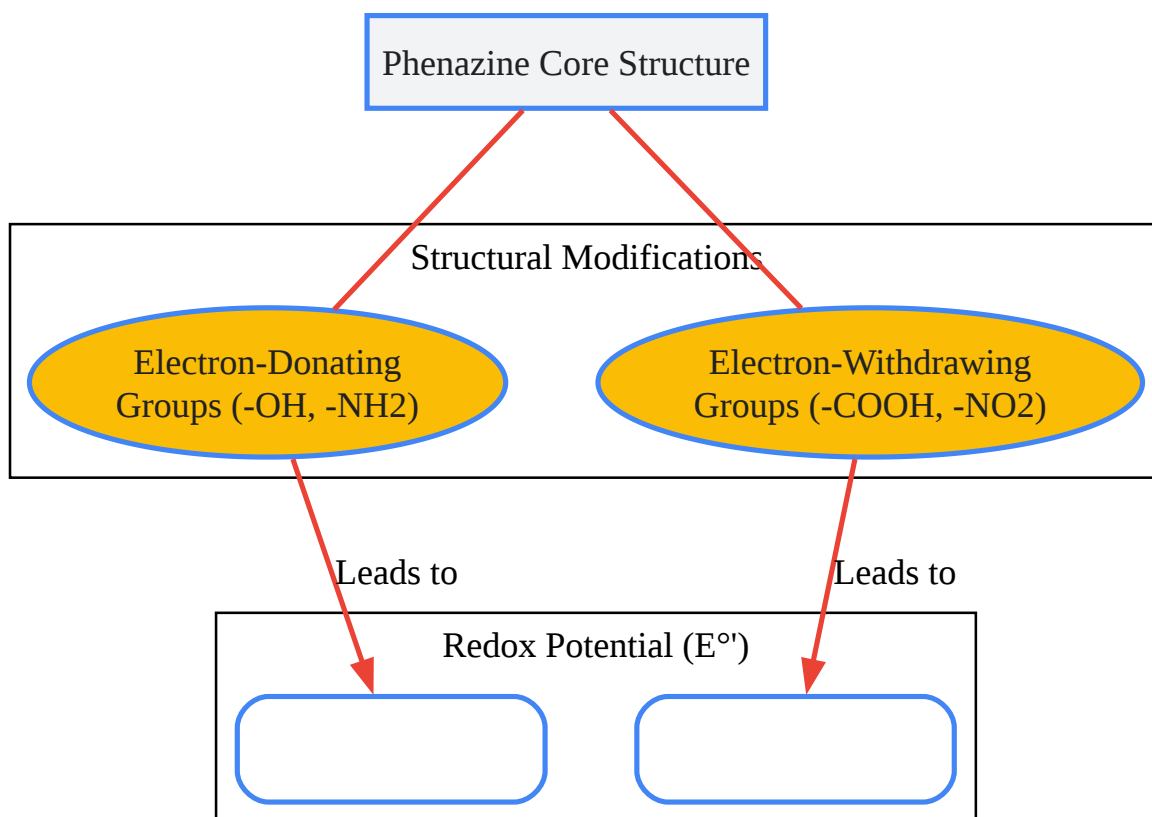 Phenazine Core Structure
Structural Modifications
Electron-Donating
Groups (-OH, -NH2)
Electron-Withdrawing
Groups (-COOH, -NO2)
Leads to
Leads to
Redox Potential (E°')